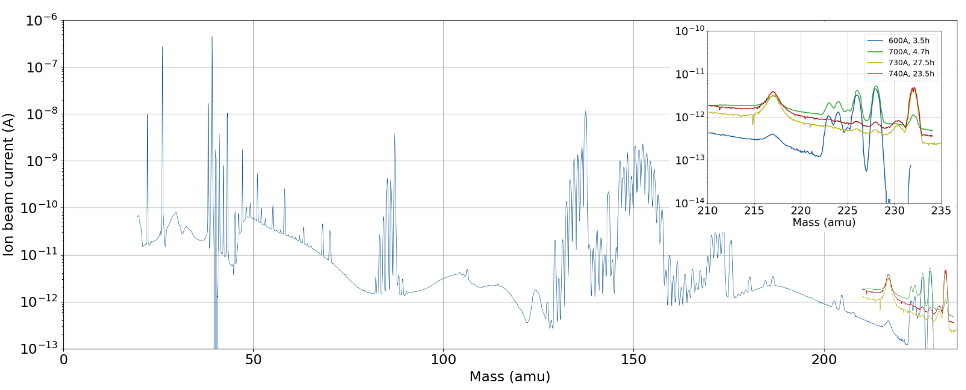 10⁻⁶
10⁻⁷
10⁻⁸
10⁻⁹
10⁻¹⁰
10⁻¹¹
10⁻¹²
10⁻¹³
Ion beam current (A)
0 50 100 150 200
Mass (amu)
10⁻¹⁰
10⁻¹¹
10⁻¹²
10⁻¹³
10⁻¹⁴
210 215 220 225 230 235
Mass (amu)
600A, 3.5h
700A, 4.7h
730A, 27.5h
740A, 23.5h